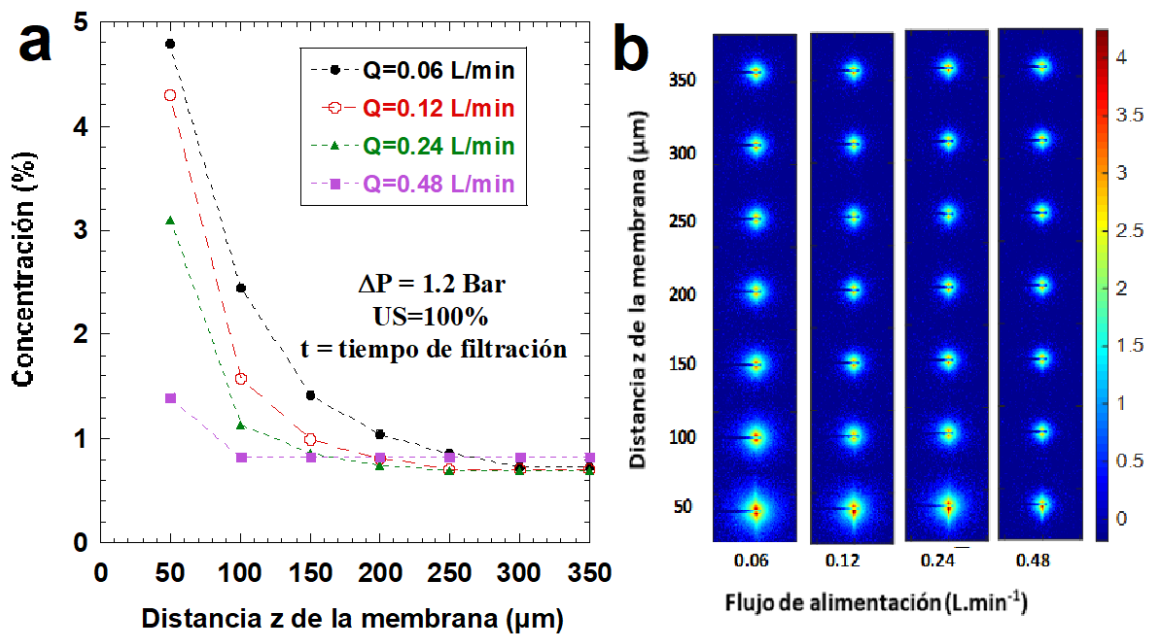 a
5
4
3
2
1
0
Concentración (%)
Q=0.06 L/min
Q=0.12 L/min
Q=0.24 L/min
Q=0.48 L/min
ΔP = 1.2 Bar
US=100%
t = tiempo de filtración
0 50 100 150 200 250 300 350
Distancia z de la membrana (µm)
b
350
300
250
200
150
100
50
Distancia z de la membrana (µm)
0.06 0.12 0.24 0.48
Flujo de alimentación (L.min⁻¹)
4
3.5
3
2.5
2
1.5
1
0.5
0